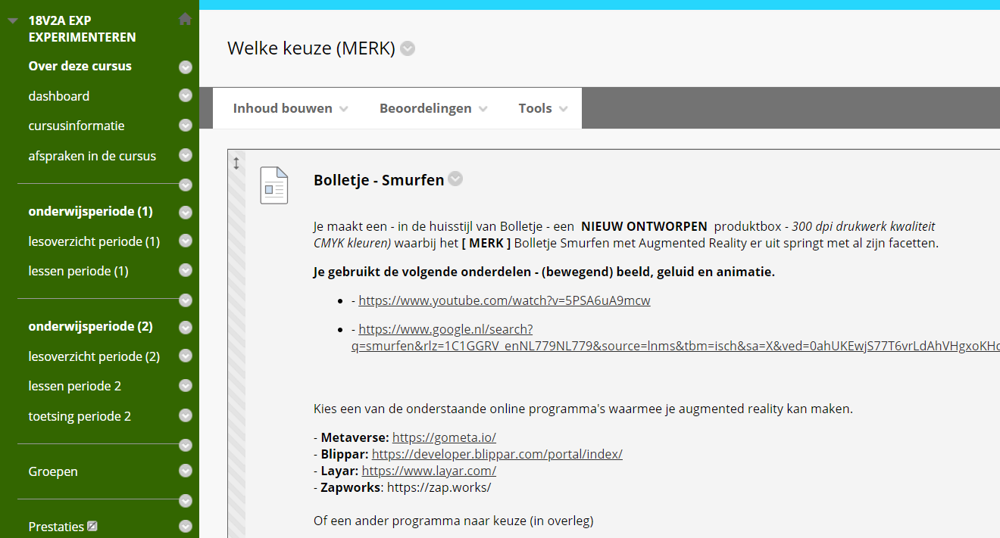 18V2A EXP
EXPERIMENTEREN
Over deze cursus
dashboard
cursusinformatie
afspraken in de cursus
onderwijsperiode (1)
lesoverzicht periode (1)
lessen periode (1)
onderwijsperiode (2)
lesoverzicht periode (2)
lessen periode 2
toetsing periode 2
Groepen
Prestaties
Welke keuze (MERK)
Inhoud bouwen
Beoordelingen
Tools
Bolletje - Smurfen
Je maakt een - in de huisstijl van Bolletje - een NIEUW ONTWORPEN produktbox - 300 dpi drukwerk kwaliteit
CMYK kleuren) waarbij het [ MERK ] Bolletje Smurfen met Augmented Reality er uit springt met al zijn facetten.
Je gebruikt de volgende onderdelen - (bewegend) beeld, geluid en animatie.
- https://www.youtube.com/watch?v=5PSA6uA9mcw
- https://www.google.nl/search?
q=smurfen&rlz=1C1GGRV_enNL779NL779&source=lnms&tbm=isch&sa=X&ved=0ahUKEwjS77T6vrLdAhVHgxoKHc
Kies een van de onderstaande online programma's waarmee je augmented reality kan maken.
- Metaverse: https://gometa.io/
- Blippar: https://developer.blippar.com/portal/index/
- Layar: https://www.layar.com/
- Zapworks: https://zap.works/
Of een ander programma naar keuze (in overleg)